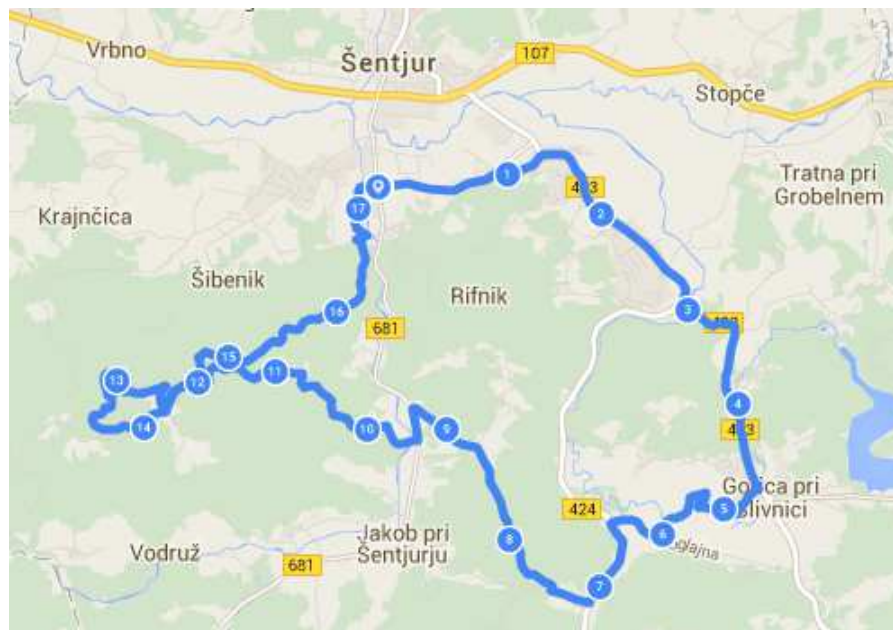 Vrbno
Šentjur
107
Stopče
1
Tratna pri
Grobelnem
2
17
Krajnčica
Šibenik
Rifnik
3
16
681
15
11
12
13
4
14
10
9
Gorica pri
Slivnici
5
424
6
Jakob pri
Šentjurju
8
Vodruž
681
7